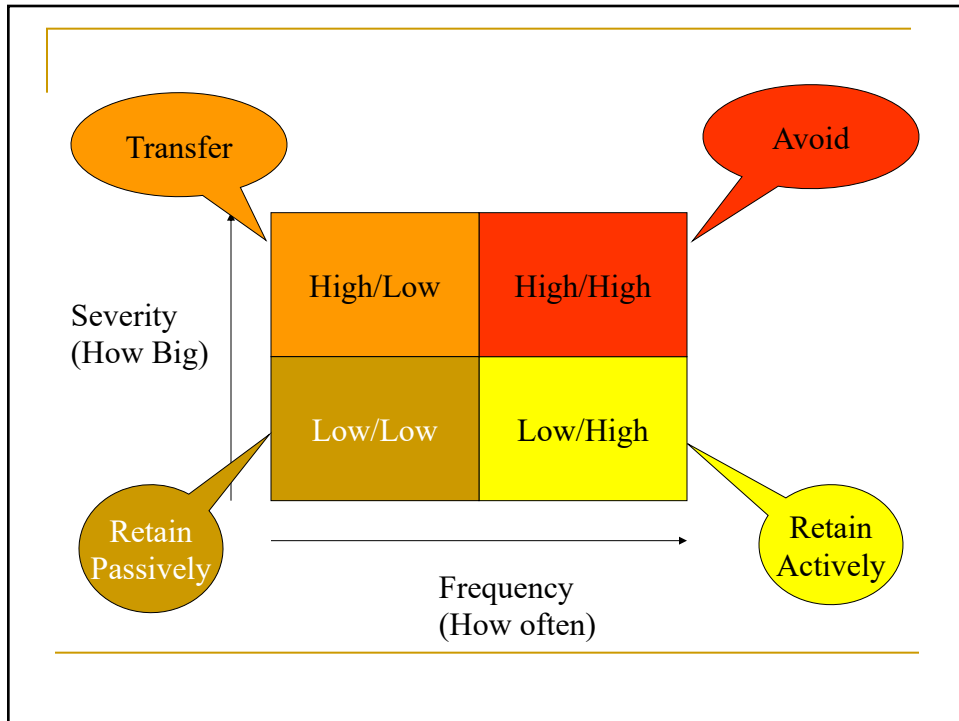 Transfer
Avoid
High/Low
High/High
Severity
(How Big)
Low/Low
Low/High
Retain
Passively
Retain
Actively
Frequency
(How often)